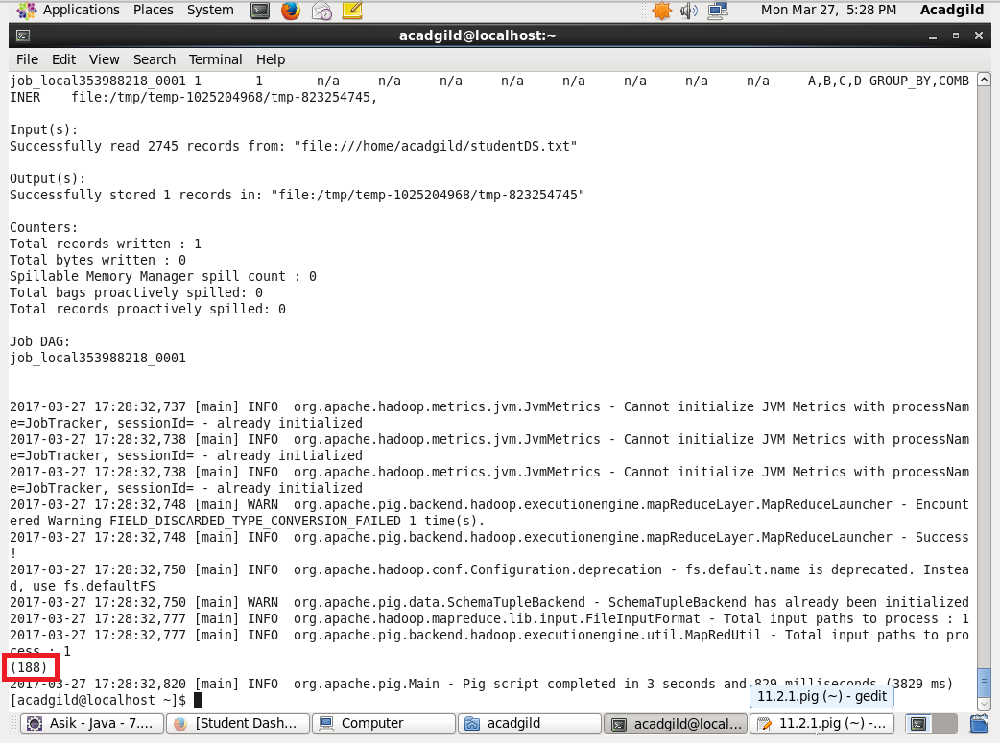 Applications Places System Mon Mar 27, 5:28 PM Acadgild
acadgild@localhost:~
File Edit View Search Terminal Help
job_local353988218_0001 1 1 n/a n/a n/a n/a n/a n/a n/a n/a A,B,C,D GROUP_BY,COMB
INER file:/tmp/temp-1025204968/tmp-823254745,
Input(s):
Successfully read 2745 records from: "file:///home/acadgild/studentDS.txt"
Output(s):
Successfully stored 1 records in: "file:/tmp/temp-1025204968/tmp-823254745"
Counters:
Total records written : 1
Total bytes written : 0
Spillable Memory Manager spill count : 0
Total bags proactively spilled: 0
Total records proactively spilled: 0
Job DAG:
job_local353988218_0001
2017-03-27 17:28:32,737 [main] INFO org.apache.hadoop.metrics.jvm.JvmMetrics - Cannot initialize JVM Metrics with processNam
e=JobTracker, sessionId= - already initialized
2017-03-27 17:28:32,738 [main] INFO org.apache.hadoop.metrics.jvm.JvmMetrics - Cannot initialize JVM Metrics with processNam
e=JobTracker, sessionId= - already initialized
2017-03-27 17:28:32,738 [main] INFO org.apache.hadoop.metrics.jvm.JvmMetrics - Cannot initialize JVM Metrics with processNam
e=JobTracker, sessionId= - already initialized
2017-03-27 17:28:32,748 [main] WARN org.apache.pig.backend.hadoop.executionengine.mapReduceLayer.MapReduceLauncher - Encount
ered Warning FIELD_DISCARDED_TYPE_CONVERSION_FAILED 1 time(s).
2017-03-27 17:28:32,748 [main] INFO org.apache.pig.backend.hadoop.executionengine.mapReduceLayer.MapReduceLauncher - Success
!
2017-03-27 17:28:32,750 [main] INFO org.apache.hadoop.conf.Configuration.deprecation - fs.default.name is deprecated. Instea
d, use fs.defaultFS
2017-03-27 17:28:32,750 [main] WARN org.apache.pig.data.SchemaTupleBackend - SchemaTupleBackend has already been initialized
2017-03-27 17:28:32,777 [main] INFO org.apache.hadoop.mapreduce.lib.input.FileInputFormat - Total input paths to process : 1
2017-03-27 17:28:32,777 [main] INFO org.apache.pig.backend.hadoop.executionengine.util.MapRedUtil - Total input paths to pro
cess : 1
(188)
2017-03-27 17:28:32,820 [main] INFO org.apache.pig.Main - Pig script completed in 3 seconds and 829 milliseconds (3829 ms)
[acadgild@localhost ~]$
11.2.1.pig (~) - gedit
Asik - Java - 7.... [Student Dash... Computer acadgild acadgild@local... 11.2.1.pig (~) -...